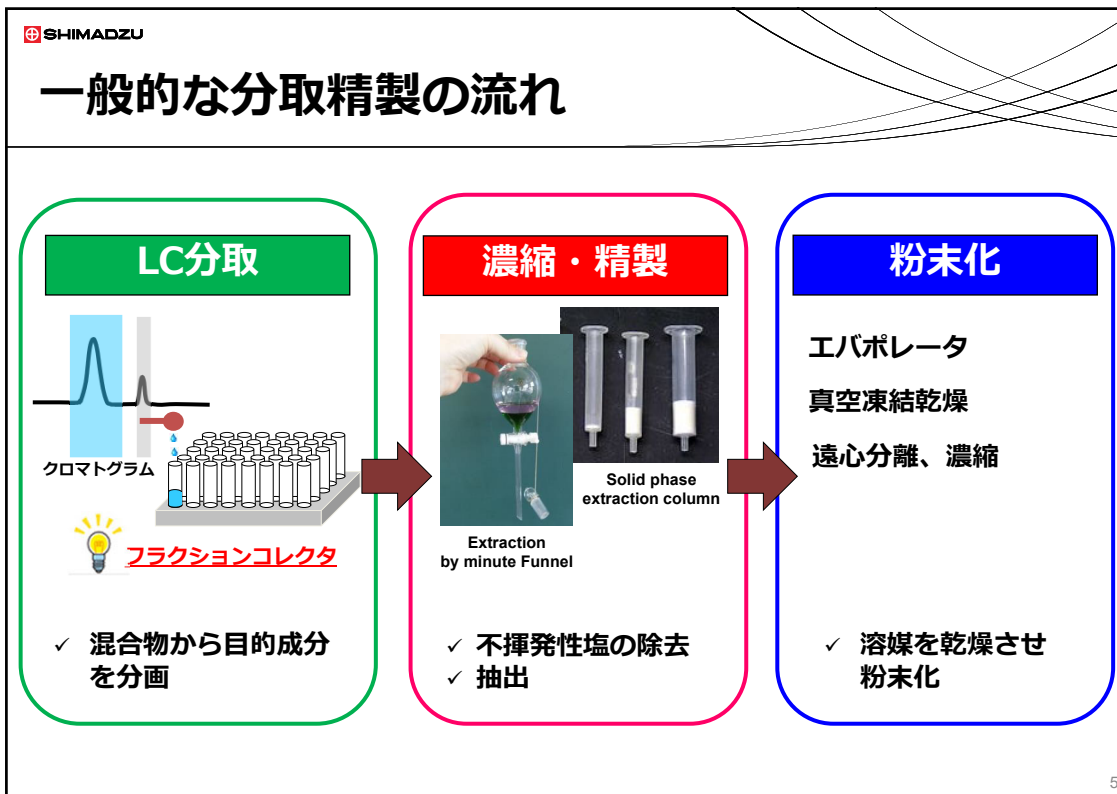 SHIMADZU
一般的な分取精製の流れ
LC分取
クロマトグラム
フラクションコレクタ
✓ 混合物から目的成分
を分画
濃縮・精製
Solid phase
extraction column
Extraction
by minute Funnel
✓ 不揮発性塩の除去
✓ 抽出
粉末化
エバポレータ
真空凍結乾燥
遠心分離、濃縮
✓ 溶媒を乾燥させ
粉末化
5